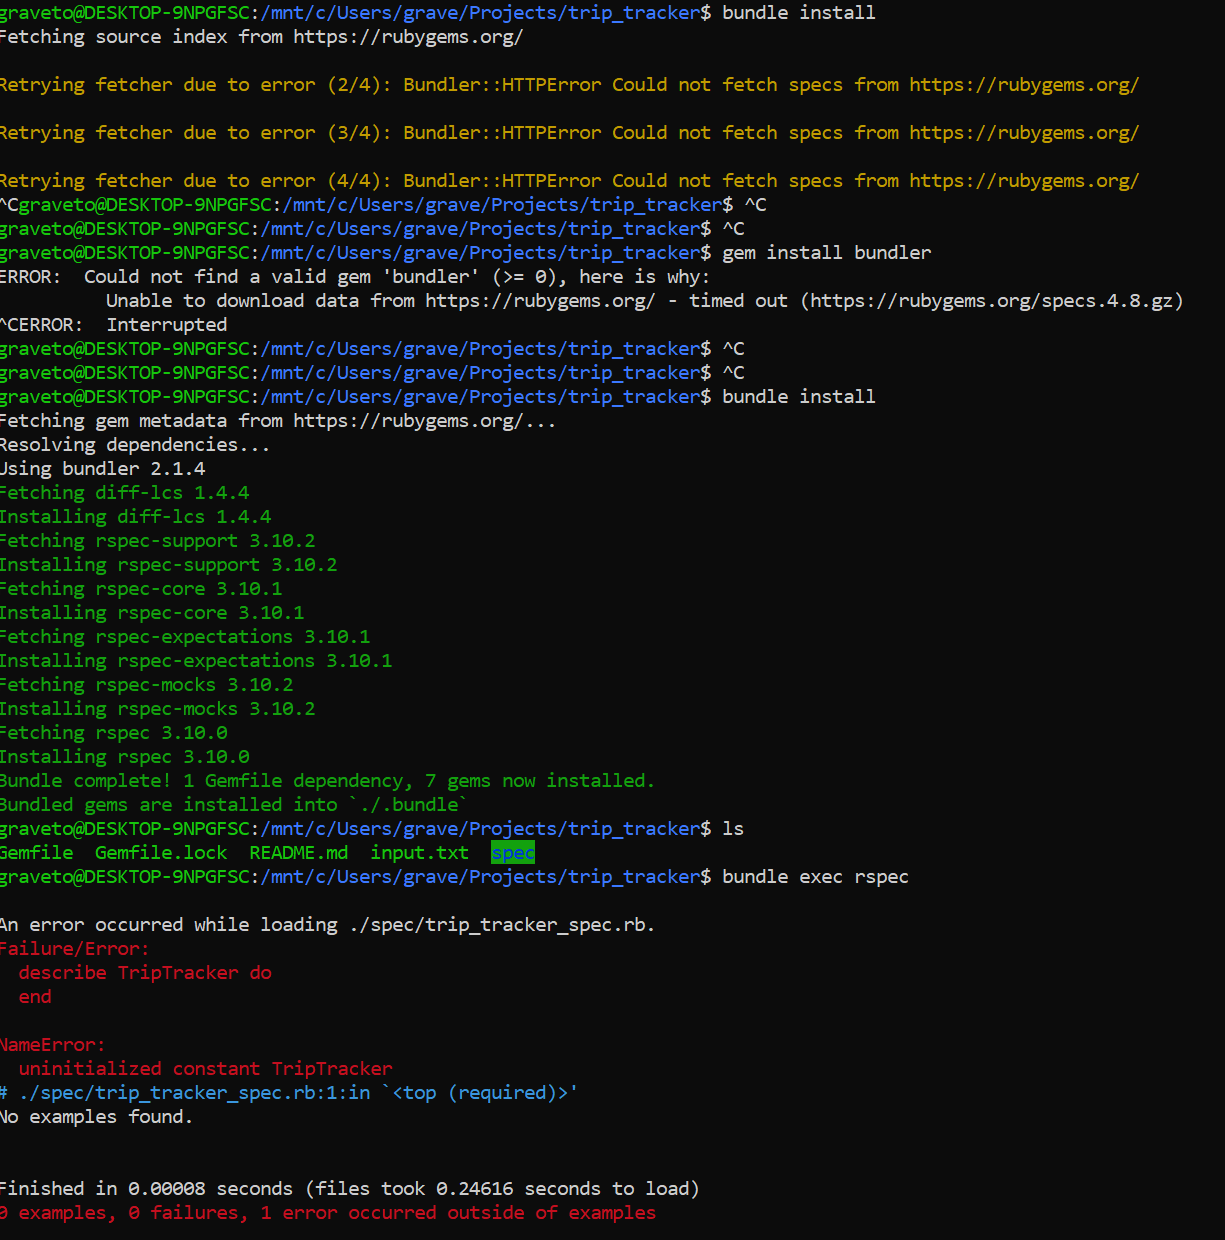 graveto@DESKTOP-9NPGFSC:/mnt/c/Users/grave/Projects/trip_tracker$ bundle install
Fetching source index from https://rubygems.org/
Retrying fetcher due to error (2/4): Bundler::HTTPError Could not fetch specs from https://rubygems.org/
Retrying fetcher due to error (3/4): Bundler::HTTPError Could not fetch specs from https://rubygems.org/
Retrying fetcher due to error (4/4): Bundler::HTTPError Could not fetch specs from https://rubygems.org/
^Cgraveto@DESKTOP-9NPGFSC:/mnt/c/Users/grave/Projects/trip_tracker$ ^C
graveto@DESKTOP-9NPGFSC:/mnt/c/Users/grave/Projects/trip_tracker$ ^C
graveto@DESKTOP-9NPGFSC:/mnt/c/Users/grave/Projects/trip_tracker$ gem install bundler
ERROR:  Could not find a valid gem 'bundler' (>= 0), here is why:
          Unable to download data from https://rubygems.org/ - timed out (https://rubygems.org/specs.4.8.gz)
^CERROR:  Interrupted
graveto@DESKTOP-9NPGFSC:/mnt/c/Users/grave/Projects/trip_tracker$ ^C
graveto@DESKTOP-9NPGFSC:/mnt/c/Users/grave/Projects/trip_tracker$ ^C
graveto@DESKTOP-9NPGFSC:/mnt/c/Users/grave/Projects/trip_tracker$ bundle install
Fetching gem metadata from https://rubygems.org/...
Resolving dependencies...
Using bundler 2.1.4
Fetching diff-lcs 1.4.4
Installing diff-lcs 1.4.4
Fetching rspec-support 3.10.2
Installing rspec-support 3.10.2
Fetching rspec-core 3.10.1
Installing rspec-core 3.10.1
Fetching rspec-expectations 3.10.1
Installing rspec-expectations 3.10.1
Fetching rspec-mocks 3.10.2
Installing rspec-mocks 3.10.2
Fetching rspec 3.10.0
Installing rspec 3.10.0
Bundle complete! 1 Gemfile dependency, 7 gems now installed.
Bundled gems are installed into `./.bundle`
graveto@DESKTOP-9NPGFSC:/mnt/c/Users/grave/Projects/trip_tracker$ ls
Gemfile  Gemfile.lock  README.md  input.txt  spec
graveto@DESKTOP-9NPGFSC:/mnt/c/Users/grave/Projects/trip_tracker$ bundle exec rspec
An error occurred while loading ./spec/trip_tracker_spec.rb.
Failure/Error:
  describe TripTracker do
  end
NameError:
  uninitialized constant TripTracker
# ./spec/trip_tracker_spec.rb:1:in `<top (required)>'
No examples found.
Finished in 0.00008 seconds (files took 0.24616 seconds to load)
0 examples, 0 failures, 1 error occurred outside of examples